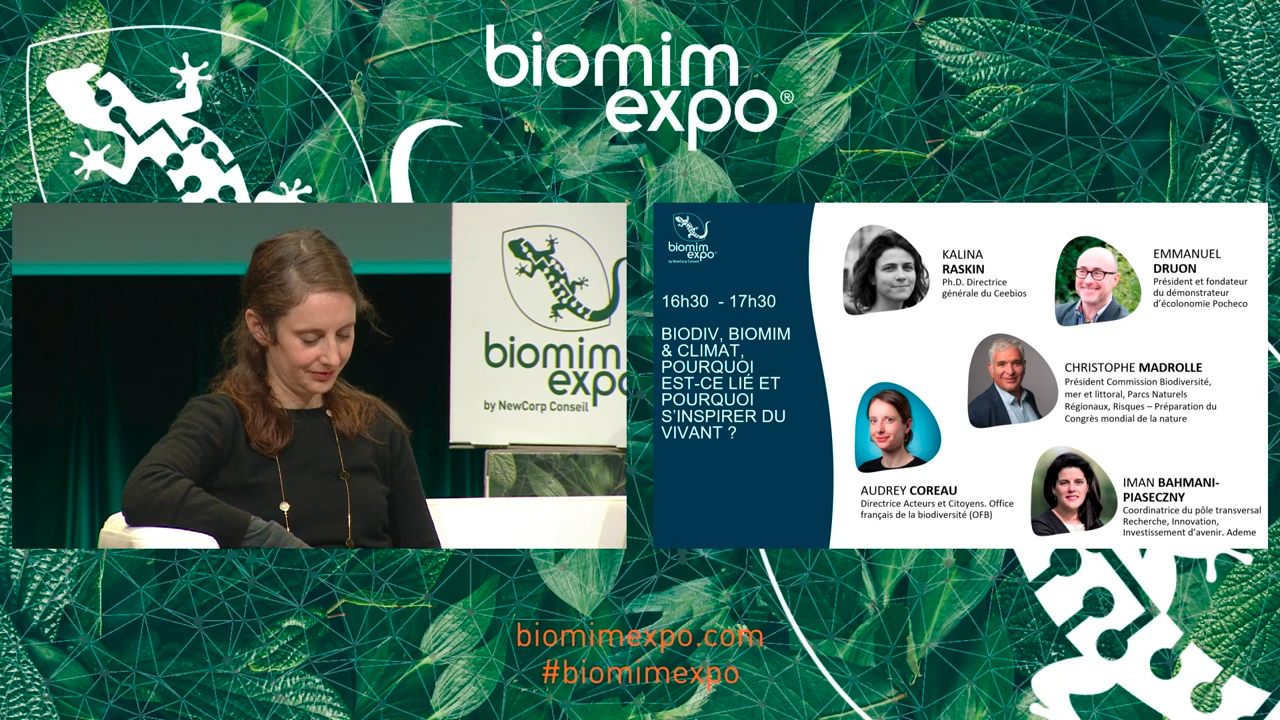 biomim
expo®
biomim
expo
by NewCorp Conseil
biomim
expo®
by NewCorp Conseil
16h30 - 17h30
BIODIV, BIOMIM
& CLIMAT,
POURQUOI
EST-CE LIÉ ET
POURQUOI
S’INSPIRER DU
VIVANT ?
KALINA
RASKIN
Ph.D. Directrice
générale du Ceebios
EMMANUEL
DRUON
Président et fondateur
du démonstrateur
d’écolonomie Pocheco
CHRISTOPHE MADROLLE
Président Commission Biodiversité,
mer et littoral, Parcs Naturels
Régionaux, Risques – Préparation du
Congrès mondial de la nature
AUDREY COREAU
Directrice Acteurs et Citoyens. Office
français de la biodiversité (OFB)
IMAN BAHMANI-
PIASECZNY
Coordinatrice du pôle transversal
Recherche, Innovation,
Investissement d’avenir. Ademe
biomimexpo.com
#biomimexpo